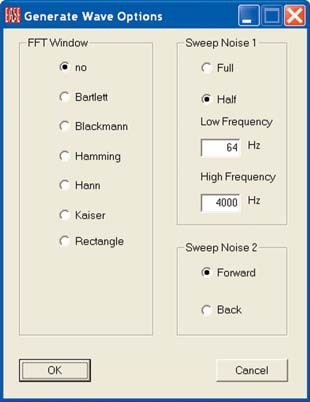 EASE Generate Wave Options
FFT Window
no
Bartlett
Blackmann
Hamming
Hann
Kaiser
Rectangle
Sweep Noise 1
Full
Half
Low Frequency
64 Hz
High Frequency
4000 Hz
Sweep Noise 2
Forward
Back
OK
Cancel